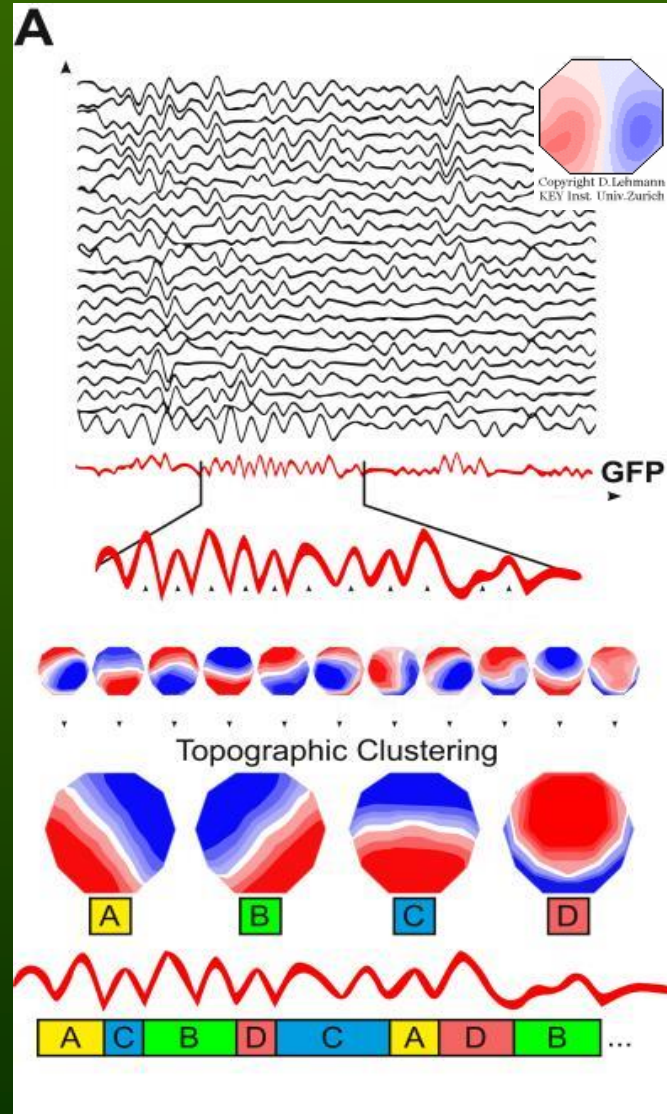 A
Copyright D.Lehmann
KEY Inst. Univ.Zurich
GFP
Topographic Clustering
A B C D
A C B D C A D B ...